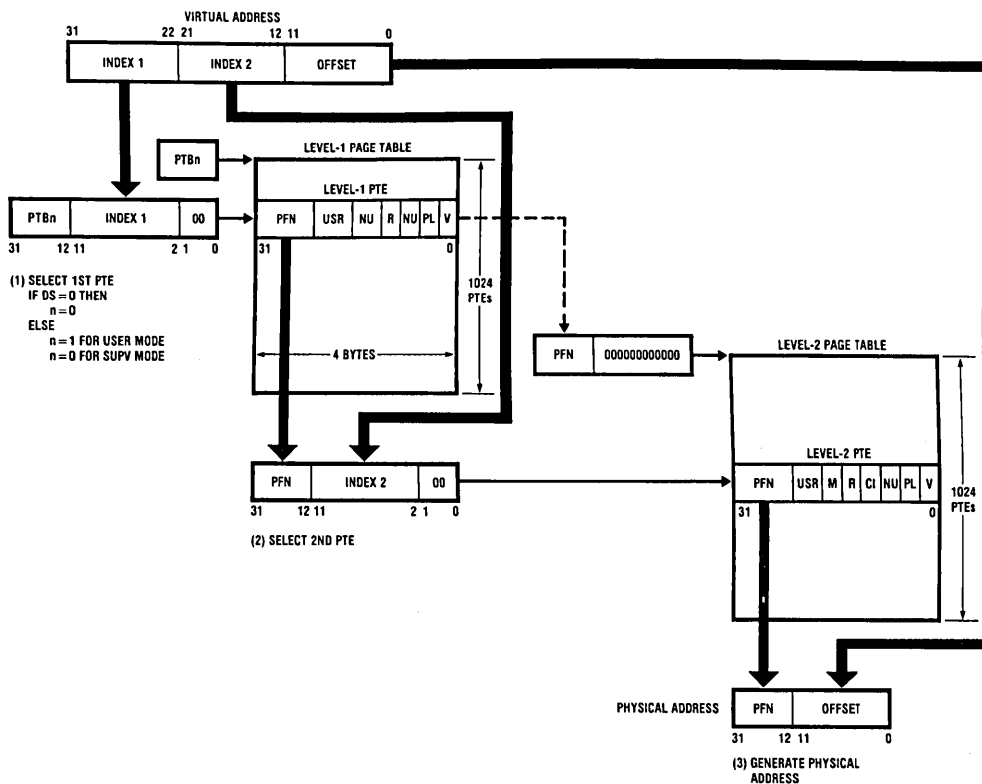 VIRTUAL ADDRESS
31 22 21 12 11 0
INDEX 1 INDEX 2 OFFSET
LEVEL-1 PAGE TABLE
PTBn
LEVEL-1 PTE
PTBn INDEX 1 00
PFN USR NU R NU PL V
31 12 11 2 1 0
31 0
(1) SELECT 1ST PTE
IF DS = 0 THEN
n = 0
ELSE
n = 1 FOR USER MODE
n = 0 FOR SUPV MODE
1024
PTEs
4 BYTES
PFN 000000000000
LEVEL-2 PAGE TABLE
LEVEL-2 PTE
PFN INDEX 2 00
31 12 11 2 1 0
PFN USR M R CI NU PL V
31 0
1024
PTEs
(2) SELECT 2ND PTE
PHYSICAL ADDRESS
PFN OFFSET
31 12 11 0
(3) GENERATE PHYSICAL
ADDRESS